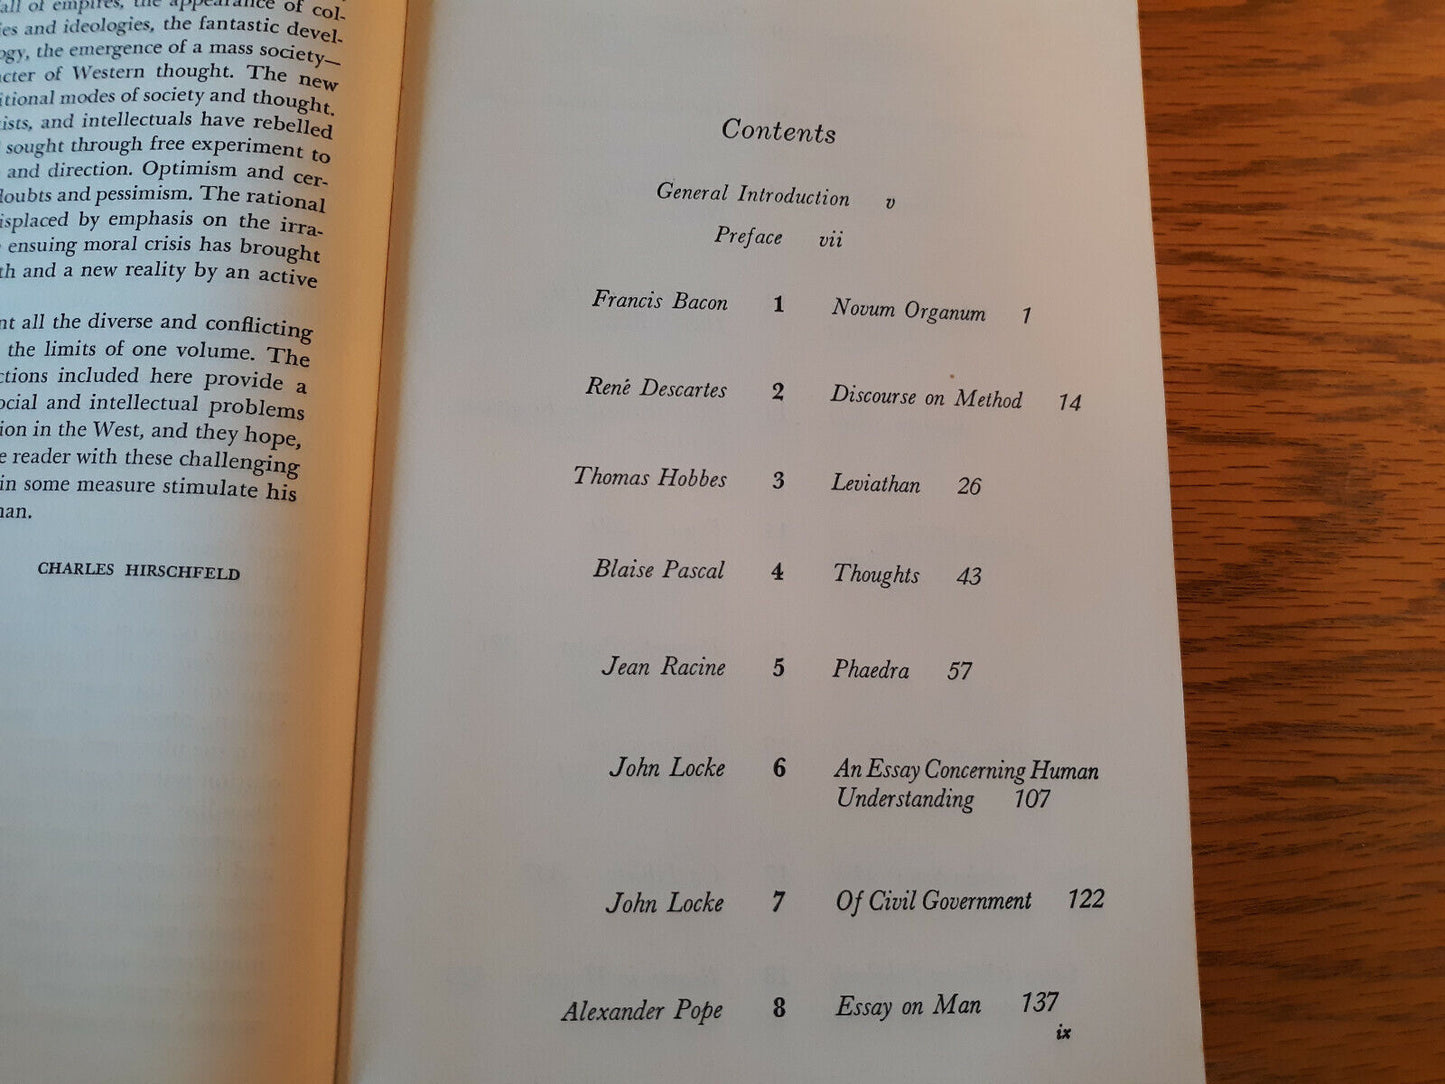 all of empires, the appearance of col-
ies and ideologies, the fantastic devel-
ogy, the emergence of a mass society—
acter of Western thought. The new
itional modes of society and thought.
ists, and intellectuals have rebelled
sought through free experiment to
and direction. Optimism and cer-
doubts and pessimism. The rational
isplaced by emphasis on the irra-
ensuing moral crisis has brought
th and a new reality by an active
nt all the diverse and conflicting
the limits of one volume. The
ctions included here provide a
ocial and intellectual problems
ion in the West, and they hope,
e reader with these challenging
in some measure stimulate his
nan.
CHARLES HIRSCHFELD
Contents
General Introduction v
Preface vii
Francis Bacon 1 Novum Organum 1
René Descartes 2 Discourse on Method 14
Thomas Hobbes 3 Leviathan 26
Blaise Pascal 4 Thoughts 43
Jean Racine 5 Phaedra 57
John Locke 6 An Essay Concerning Human
Understanding 107
John Locke 7 Of Civil Government 122
Alexander Pope 8 Essay on Man 137
ix